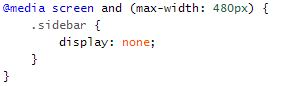 @media screen and (max-width: 480px) {
    .sidebar {
        display: none;
    }
}